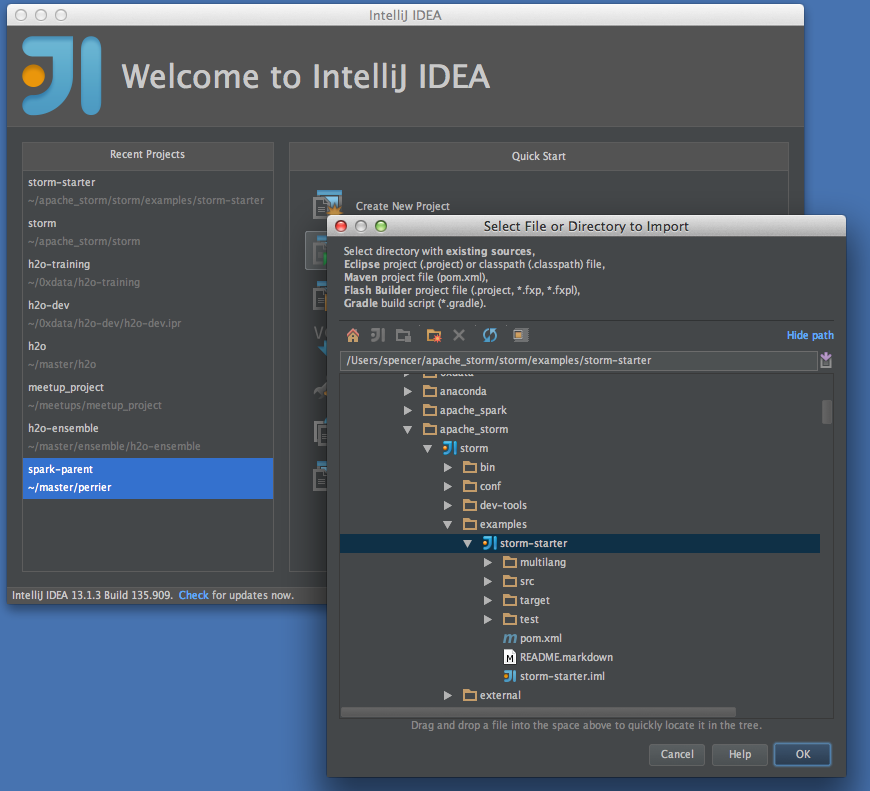 IntelliJ IDEA
Welcome to IntelliJ IDEA
Recent Projects
storm-starter
~/apache_storm/storm/examples/storm-starter
storm
~/apache_storm/storm
h2o-training
~/0xdata/h2o-training
h2o-dev
~/0xdata/h2o-dev/h2o-dev.ipr
h2o
~/master/h2o
meetup_project
~/meetups/meetup_project
h2o-ensemble
~/master/ensemble/h2o-ensemble
spark-parent
~/master/perrier
Quick Start
Create New Project
IntelliJ IDEA 13.1.3 Build 135.909. Check for updates now.
Select File or Directory to Import
Select directory with existing sources,
Eclipse project (.project) or classpath (.classpath) file,
Maven project file (pom.xml),
Flash Builder project file (.project, *.fxp, *.fxpl),
Gradle build script (*.gradle).
Hide path
/Users/spencer/apache_storm/storm/examples/storm-starter
0xdata
anaconda
apache_spark
apache_storm
storm
bin
conf
dev-tools
examples
storm-starter
multilang
src
target
test
pom.xml
README.markdown
storm-starter.iml
external
Drag and drop a file into the space above to quickly locate it in the tree.
Cancel
Help
OK